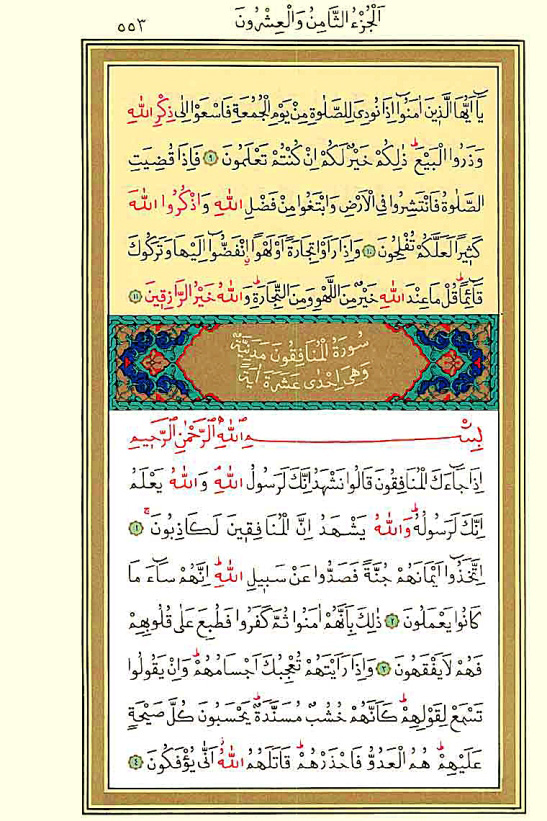 اَلْجُزْءُ الثَّامِنُ وَالْعِشْرُونَ
٥٥٣
يَٓا اَيُّهَا الَّذ۪ينَ اٰمَنُٓوا اِذَا نُودِيَ لِلصَّلٰوةِ مِنْ يَوْمِ الْجُمُعَةِ فَاسْعَوْا اِلٰى ذِكْرِ اللّٰهِ
وَذَرُوا الْبَيْعَۜ ذٰلِكُمْ خَيْرٌ لَكُمْ اِنْ كُنْتُمْ تَعْلَمُونَ ﴿٩﴾ فَاِذَا قُضِيَتِ
الصَّلٰوةُ فَانْتَشِرُوا فِي الْاَرْضِ وَابْتَغُوا مِنْ فَضْلِ اللّٰهِ وَاذْكُرُوا اللّٰهَ
كَث۪يرًا لَعَلَّكُمْ تُفْلِحُونَ ﴿١٠﴾ وَاِذَا رَاَوْا تِجَارَةً اَوْ لَهْوًاۨ انْفَضُّٓوا اِلَيْهَا وَتَرَكُوكَ
قَٓائِمًاۜ قُلْ مَا عِنْدَ اللّٰهِ خَيْرٌ مِنَ اللَّهْوِ وَمِنَ التِّجَارَةِۜ وَاللّٰهُ خَيْرُ الرَّازِق۪ينَ ﴿١١﴾
سُورَةُ الْمُنَافِقُونَ مَدَنِيَّةٌ
وَهِيَ اِحْدٰى عَشْرَةَ اٰيَةً
بِسْمِ اللّٰهِ الرَّحْمٰنِ الرَّح۪يمِ
اِذَا جَٓاءَكَ الْمُنَافِقُونَ قَالُوا نَشْهَدُ اِنَّكَ لَرَسُولُ اللّٰهِۢ وَاللّٰهُ يَعْلَمُ
اِنَّكَ لَرَسُولُهُۜ وَاللّٰهُ يَشْهَدُ اِنَّ الْمُنَافِق۪ينَ لَكَاذِبُونَۚ ﴿١﴾
اِتَّخَذُٓوا اَيْمَانَهُمْ جُنَّةً فَصَدُّوا عَنْ سَب۪يلِ اللّٰهِۜ اِنَّهُمْ سَٓاءَ مَا
كَانُوا يَعْمَلُونَ ﴿٢﴾ ذٰلِكَ بِاَنَّهُمْ اٰمَنُوا ثُمَّ كَفَرُوا فَطُبِعَ عَلٰى قُلُوبِهِمْ
فَهُمْ لَا يَفْقَهُونَ ﴿٣﴾ وَاِذَا رَاَيْتَهُمْ تُعْجِبُكَ اَجْسَامُهُمْۜ وَاِنْ يَقُولُوا
تَسْمَعْ لِقَوْلِهِمْۜ كَاَنَّهُمْ خُشُبٌ مُسَنَّدَةٌۜ يَحْسَبُونَ كُلَّ صَيْحَةٍ
عَلَيْهِمْۜ هُمُ الْعَدُوُّ فَاحْذَرْهُمْۜ قَاتَلَهُمُ اللّٰهُۘ اَنّٰى يُؤْفَكُونَ ﴿٤﴾